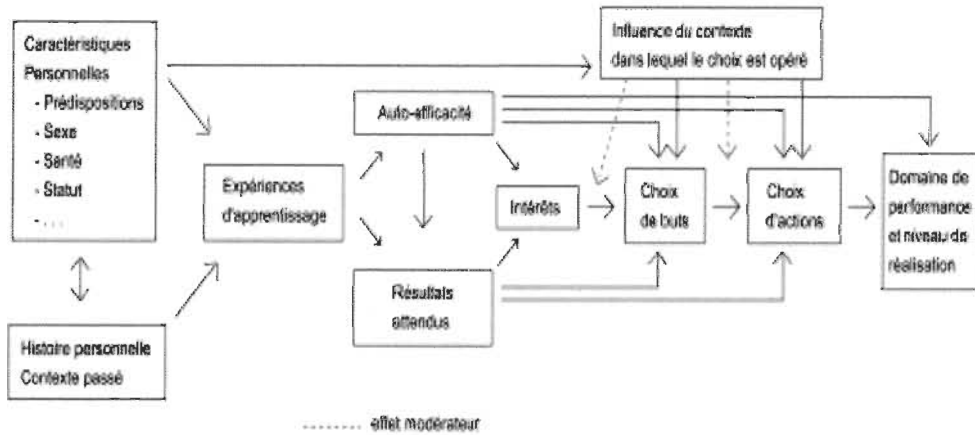 Caractéristiques
Personnelles
- Prédispositions
- Sexe
- Santé
- Statut
- . . .
Histoire personnelle
Contexte passé
Expériences
d'apprentissage
Auto-efficacité
Résultats
attendus
Intérêts
Influence du contexte
dans lequel le choix est opéré
Choix
de buts
Choix
d'actions
Domaine de
performance
et niveau de
réalisation
effet modérateur